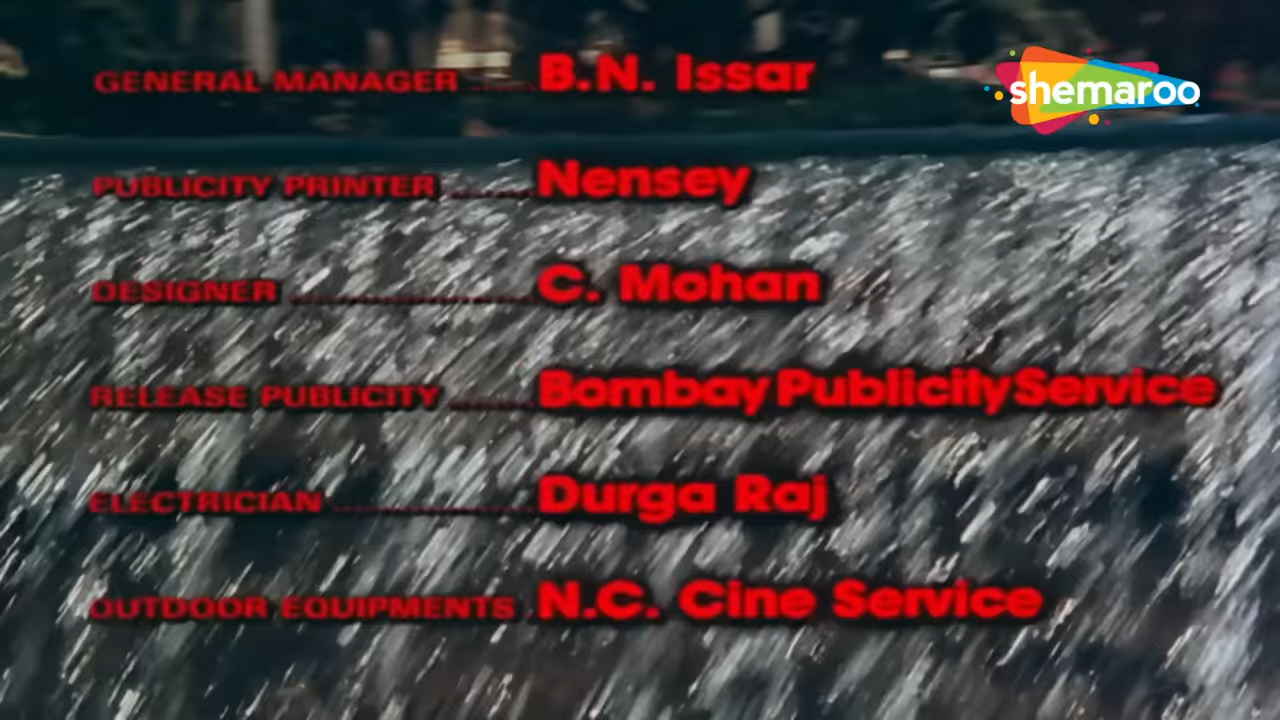 GENERAL MANAGER ...... B.N. Issar
shemaroo
PUBLICITY PRINTER ....... Nensey
DESIGNER ..................... C. Mohan
RELEASE PUBLICITY ....... Bombay Publicity Service
ELECTRICIAN ................. Durga Raj
OUTDOOR EQUIPMENTS . N.C. Cine Service